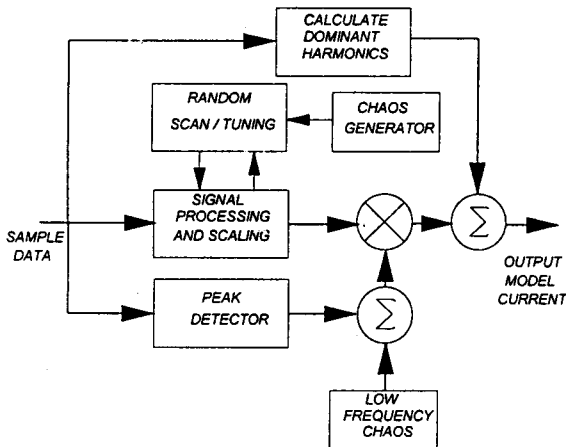 CALCULATE
DOMINANT
HARMONICS
RANDOM
SCAN / TUNING
CHAOS
GENERATOR
SIGNAL
PROCESSING
AND SCALING
SAMPLE
DATA
Σ
OUTPUT
MODEL
CURRENT
PEAK
DETECTOR
Σ
LOW
FREQUENCY
CHAOS